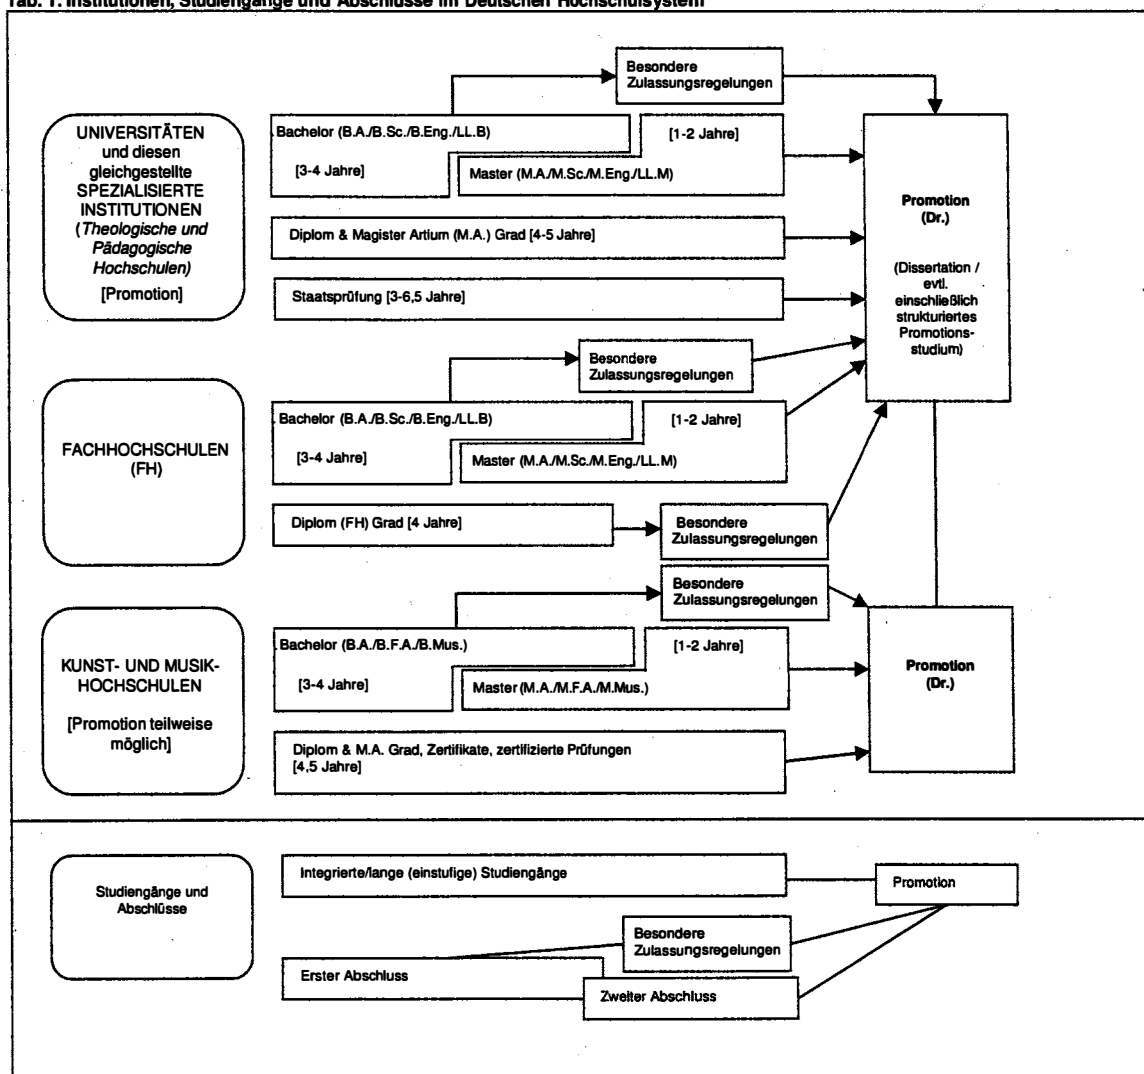 Tab. 1: Institutionen, Studiengänge und Abschlüsse im Deutschen Hochschulsystem
Besondere
Zulassungsregelungen
UNIVERSITÄTEN
und diesen
gleichgestellte
SPEZIALISIERTE
INSTITUTIONEN
(Theologische und
Pädagogische
Hochschulen)
[Promotion]
Bachelor (B.A./B.Sc./B.Eng./LL.B)
[3-4 Jahre]
[1-2 Jahre]
Master (M.A./M.Sc./M.Eng./LL.M)
Diplom & Magister Artium (M.A.) Grad [4-5 Jahre]
Staatsprüfung [3-6,5 Jahre]
Promotion
(Dr.)
(Dissertation /
evtl.
einschließlich
strukturiertes
Promotions-
studium)
FACHHOCHSCHULEN
(FH)
Besondere
Zulassungsregelungen
Bachelor (B.A./B.Sc./B.Eng./LL.B)
[3-4 Jahre]
[1-2 Jahre]
Master (M.A./M.Sc./M.Eng./LL.M)
Diplom (FH) Grad [4 Jahre]
Besondere
Zulassungsregelungen
KUNST- UND MUSIK-
HOCHSCHULEN
[Promotion teilweise
möglich]
Besondere
Zulassungsregelungen
Bachelor (B.A./B.F.A./B.Mus.)
[3-4 Jahre]
[1-2 Jahre]
Master (M.A./M.F.A./M.Mus.)
Diplom & M.A. Grad, Zertifikate, zertifizierte Prüfungen
[4,5 Jahre]
Promotion
(Dr.)
Studiengänge und
Abschlüsse
Integrierte/lange (einstufige) Studiengänge
Promotion
Besondere
Zulassungsregelungen
Erster Abschluss
Zweiter Abschluss